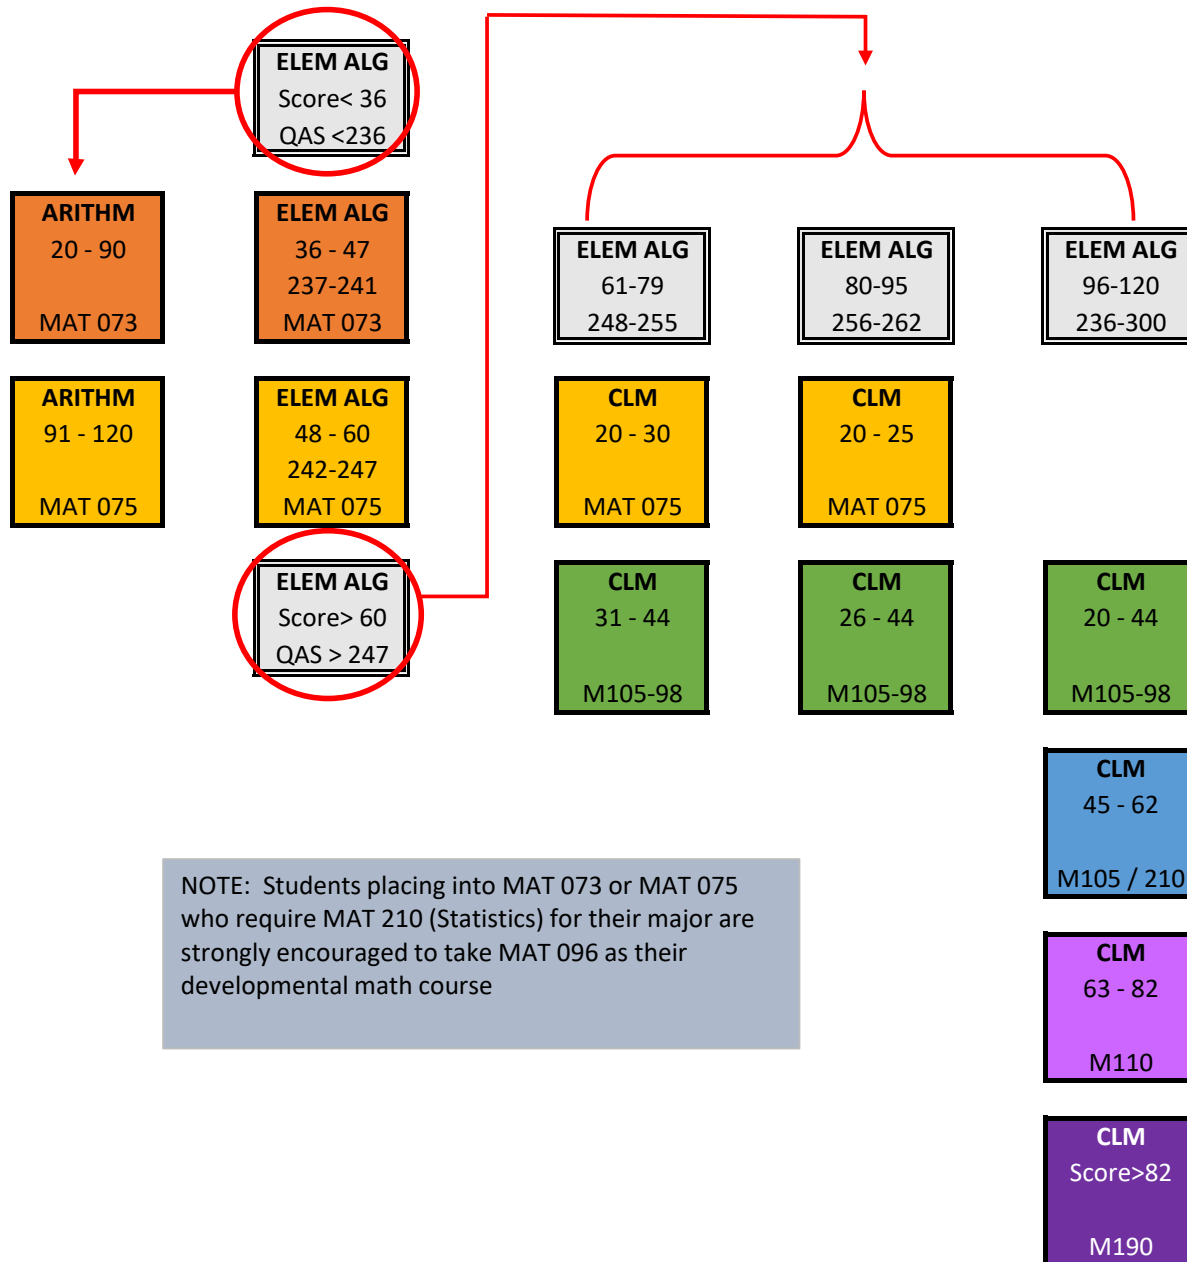 ELEM ALG
Score< 36
QAS <236
ARITHM
20 - 90
MAT 073
ELEM ALG
36 - 47
237-241
MAT 073
ELEM ALG
61-79
248-255
ELEM ALG
80-95
256-262
ELEM ALG
96-120
236-300
ARITHM
91 - 120
MAT 075
ELEM ALG
48 - 60
242-247
MAT 075
CLM
20 - 30
MAT 075
CLM
20 - 25
MAT 075
ELEM ALG
Score> 60
QAS > 247
CLM
31 - 44
M105-98
CLM
26 - 44
M105-98
CLM
20 - 44
M105-98
CLM
45 - 62
M105 / 210
NOTE: Students placing into MAT 073 or MAT 075
who require MAT 210 (Statistics) for their major are
strongly encouraged to take MAT 096 as their
developmental math course
CLM
63 - 82
M110
CLM
Score>82
M190